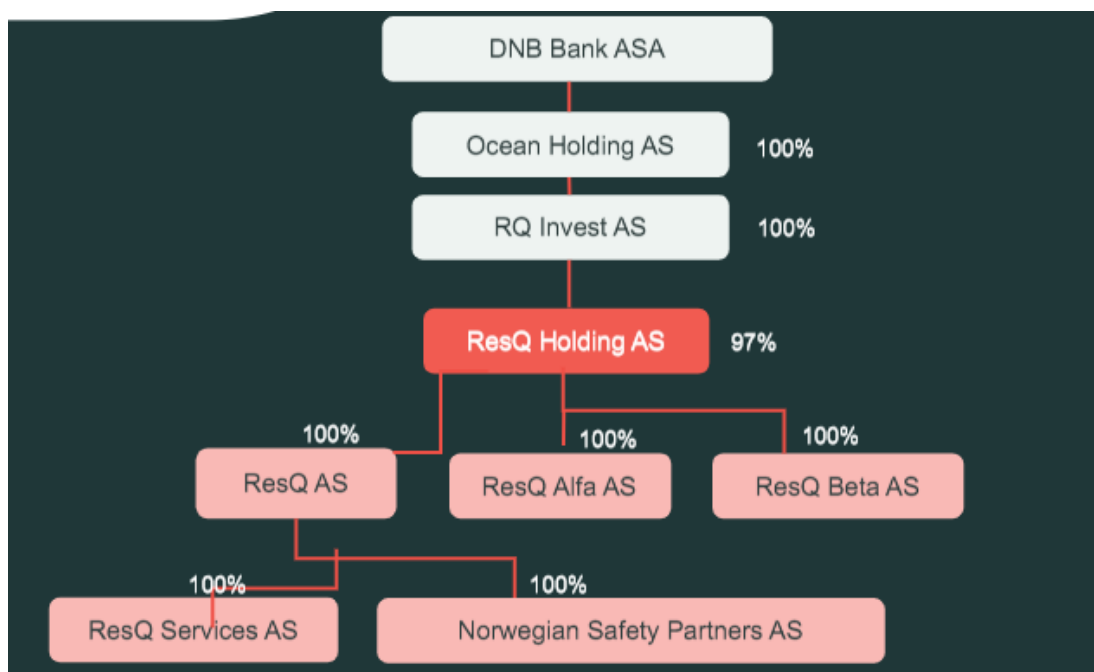 DNB Bank ASA
Ocean Holding AS 100%
RQ Invest AS 100%
ResQ Holding AS 97%
100% 100% 100%
ResQ AS ResQ Alfa AS ResQ Beta AS
100% 100%
ResQ Services AS Norwegian Safety Partners AS